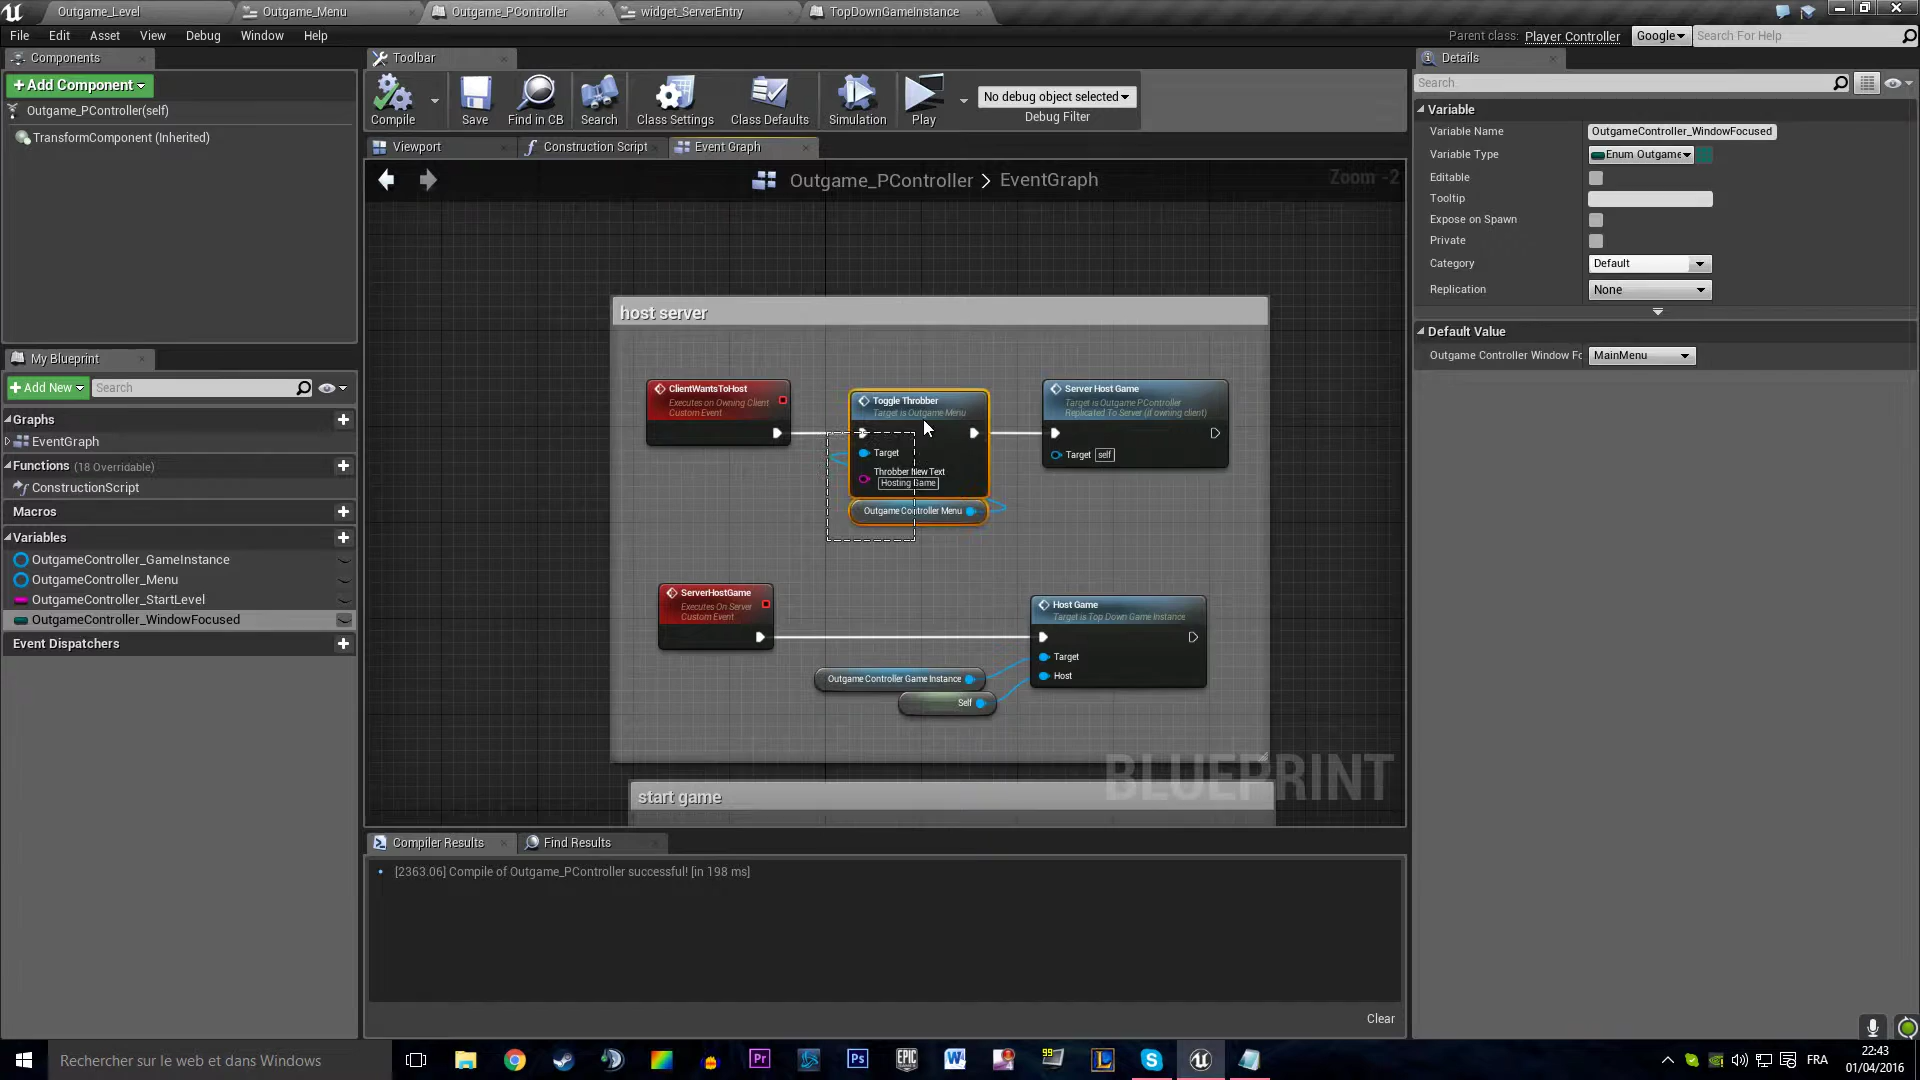 Outgame_Level
Outgame_Menu
Outgame_PController
widget_ServerEntry
TopDownGameInstance
File Edit Asset View Debug Window Help
Parent class: Player Controller
Google
Search For Help
Components
Add Component
Outgame_PController(self)
TransformComponent (Inherited)
Toolbar
Compile
Save
Find in CB
Search
Class Settings
Class Defaults
Simulation
Play
No debug object selected
Debug Filter
Viewport
Construction Script
Event Graph
Outgame_PController > EventGraph
Zoom -2
host server
ClientWantsToHost
Executes on Owning Client
Custom Event
Toggle Throbber
Target is Outgame Menu
Target
Throbber New Text
Hosting Game
Outgame Controller Menu
Server Host Game
Target is Outgame PController
Replicated To Server (if owning client)
Target self
ServerHostGame
Executes On Server
Custom Event
Host Game
Target is Top Down Game Instance
Target
Host
Outgame Controller Game Instance
Self
BLUEPRINT
start game
My Blueprint
Add New
Search
Graphs
EventGraph
Functions (18 Overridable)
ConstructionScript
Macros
Variables
OutgameController_GameInstance
OutgameController_Menu
OutgameController_StartLevel
OutgameController_WindowFocused
Event Dispatchers
Compiler Results
Find Results
[2363.06] Compile of Outgame_PController successful! [in 198 ms]
Clear
Details
Search
Variable
Variable Name OutgameController_WindowFocused
Variable Type Enum Outgame
Editable
Tooltip
Expose on Spawn
Private
Category Default
Replication None
Default Value
Outgame Controller Window Fo MainMenu
Rechercher sur le web et dans Windows
Pr
Ps
EPIC
GAMES
99
FRA
22:43
01/04/2016